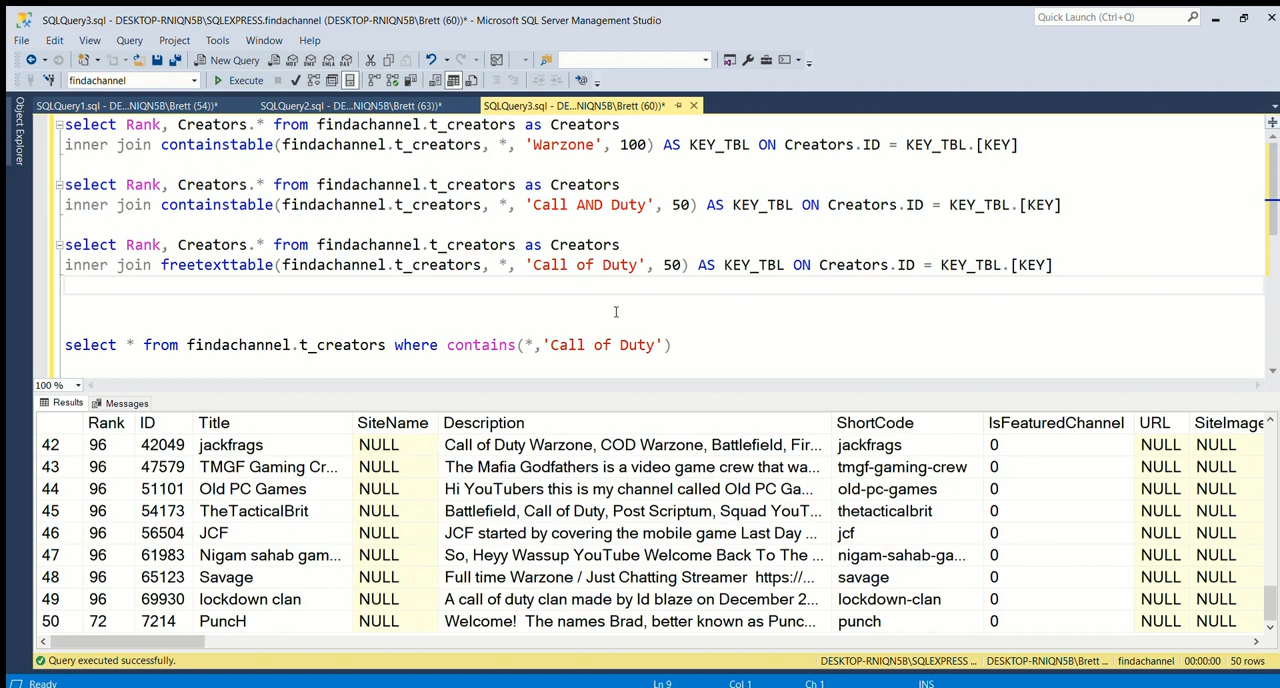 SQLQuery3.sql - DESKTOP-RNIQN5B\SQLEXPRESS.findachannel (DESKTOP-RNIQN5B\Brett (60))* - Microsoft SQL Server Management Studio
Quick Launch (Ctrl+Q)
File Edit View Query Project Tools Window Help
New Query
findachannel Execute
Object Explorer
SQLQuery1.sql - DE...NIQN5B\Brett (54))* SQLQuery2.sql - DE...NIQN5B\Brett (63))* SQLQuery3.sql - DE...NIQN5B\Brett (60))*
select Rank, Creators.* from findachannel.t_creators as Creators
inner join containstable(findachannel.t_creators, *, 'Warzone', 100) AS KEY_TBL ON Creators.ID = KEY_TBL.[KEY]
select Rank, Creators.* from findachannel.t_creators as Creators
inner join containstable(findachannel.t_creators, *, 'Call AND Duty', 50) AS KEY_TBL ON Creators.ID = KEY_TBL.[KEY]
select Rank, Creators.* from findachannel.t_creators as Creators
inner join freetexttable(findachannel.t_creators, *, 'Call of Duty', 50) AS KEY_TBL ON Creators.ID = KEY_TBL.[KEY]
select * from findachannel.t_creators where contains(*,'Call of Duty')
100 %
Results Messages
Rank ID Title SiteName Description ShortCode IsFeaturedChannel URL SiteImage
42 96 42049 jackfrags NULL Call of Duty Warzone, COD Warzone, Battlefield, Fir... jackfrags 0 NULL NULL
43 96 47579 TMGF Gaming Cr... NULL The Mafia Godfathers is a video game crew that wa... tmgf-gaming-crew 0 NULL NULL
44 96 51101 Old PC Games NULL Hi YouTubers this is my channel called Old PC Ga... old-pc-games 0 NULL NULL
45 96 54173 TheTacticalBrit NULL Battlefield, Call of Duty, Post Scriptum, Squad YouT... thetacticalbrit 0 NULL NULL
46 96 56504 JCF NULL JCF started by covering the mobile game Last Day ... jcf 0 NULL NULL
47 96 61983 Nigam sahab gam... NULL So, Heyy Wassup YouTube Welcome Back To The ... nigam-sahab-ga... 0 NULL NULL
48 96 65123 Savage NULL Full time Warzone / Just Chatting Streamer https://... savage 0 NULL NULL
49 96 69930 lockdown clan NULL A call of duty clan made by ld blaze on December 2... lockdown-clan 0 NULL NULL
50 72 7214 PuncH NULL Welcome! The names Brad, better known as Punc... punch 0 NULL NULL
Query executed successfully. DESKTOP-RNIQN5B\SQLEXPRESS ... DESKTOP-RNIQN5B\Brett ... findachannel 00:00:00 50 rows
Ready Ln 9 Col 1 Ch 1 INS